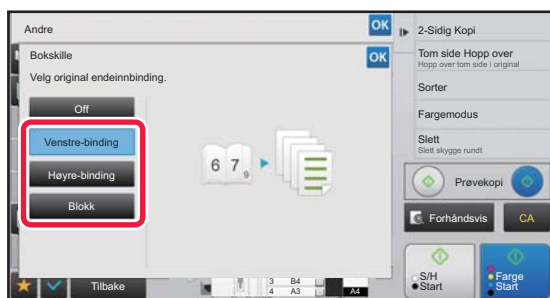 Andre
OK
Bokskille
OK
Velg original endeinnbinding.
Off
Venstre-binding
Høyre-binding
Blokk
6 7 9
Tilbake
3 B4
4 A3
A4
2-Sidig Kopi
Tom side Hopp over
Hopp over tom side i original
Sorter
Fargemodus
Slett
Slett skygge rundt
Prøvekopi
Forhåndsvis
CA
S/H
Start
Farge
Start